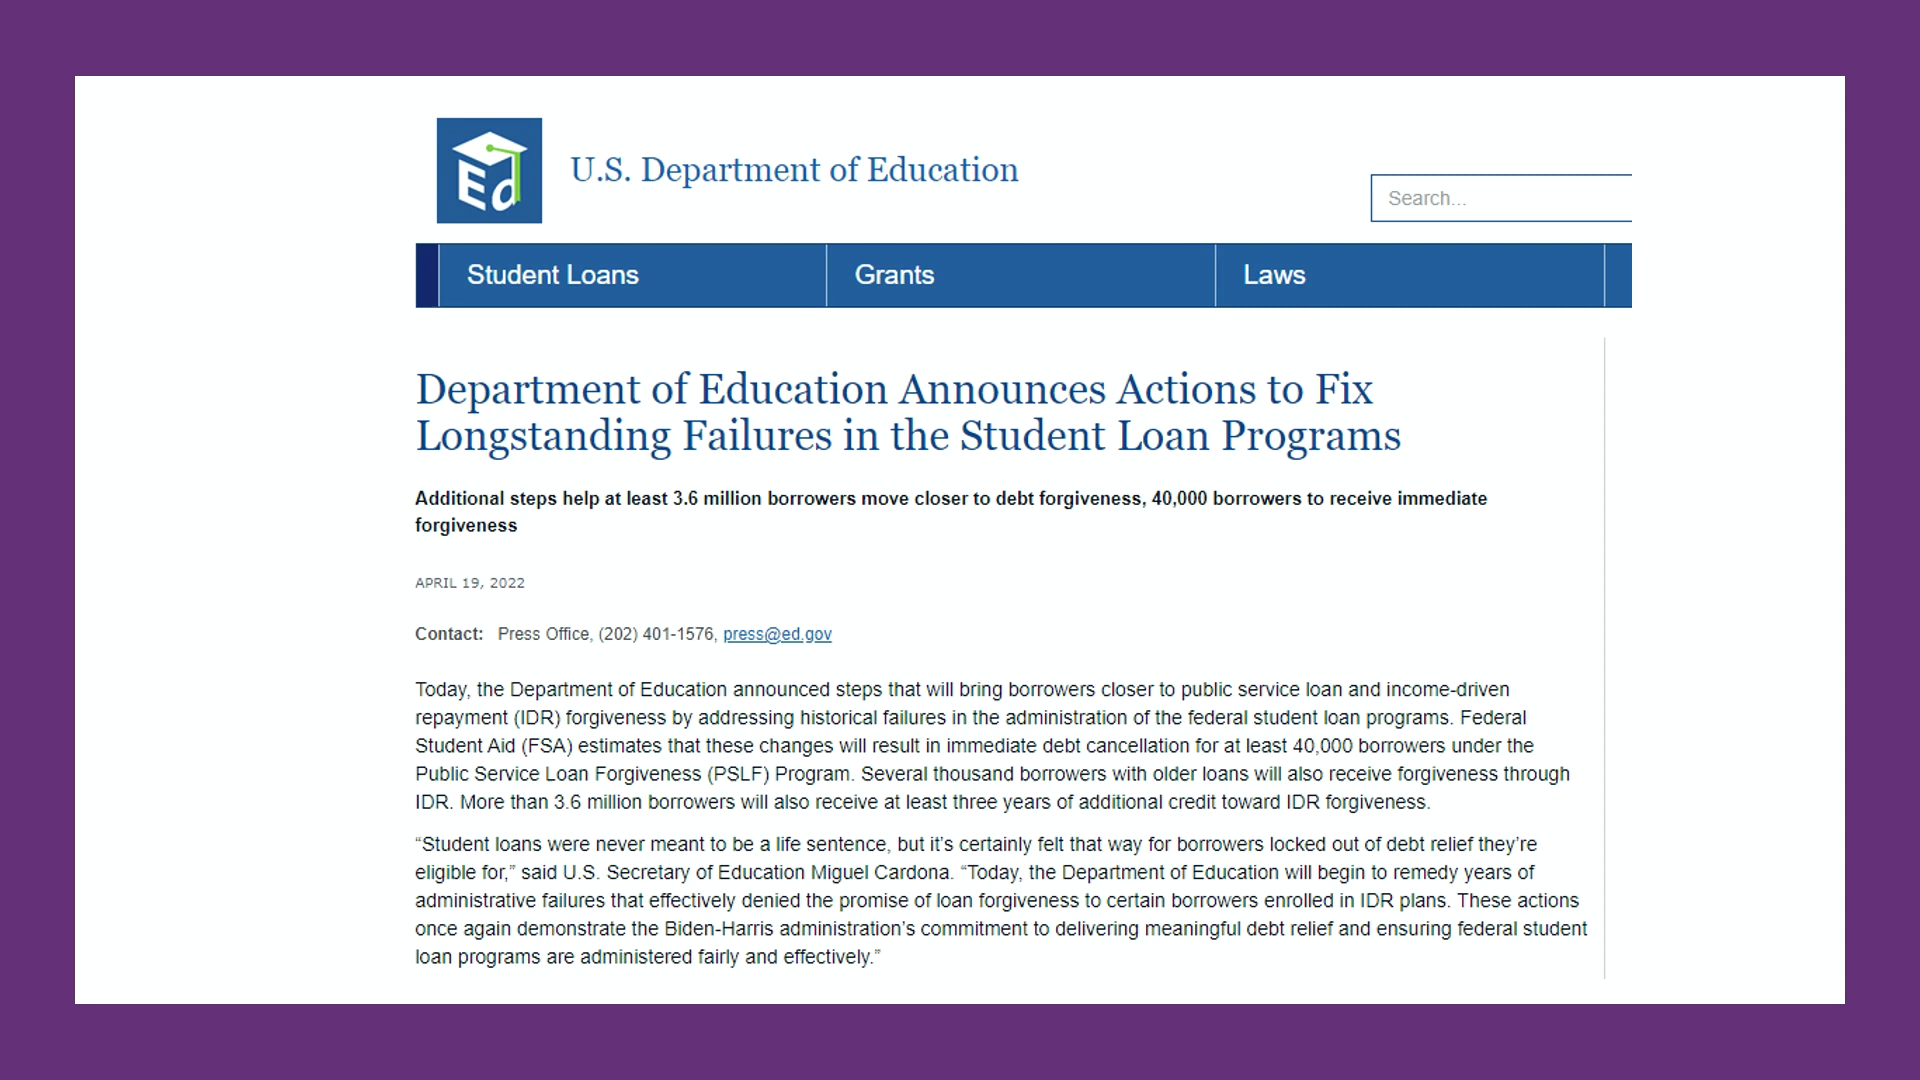 Ed
U.S. Department of Education
Search...
Student Loans
Grants
Laws
Department of Education Announces Actions to Fix
Longstanding Failures in the Student Loan Programs
Additional steps help at least 3.6 million borrowers move closer to debt forgiveness, 40,000 borrowers to receive immediate
forgiveness
APRIL 19, 2022
Contact: Press Office, (202) 401-1576, press@ed.gov
Today, the Department of Education announced steps that will bring borrowers closer to public service loan and income-driven
repayment (IDR) forgiveness by addressing historical failures in the administration of the federal student loan programs. Federal
Student Aid (FSA) estimates that these changes will result in immediate debt cancellation for at least 40,000 borrowers under the
Public Service Loan Forgiveness (PSLF) Program. Several thousand borrowers with older loans will also receive forgiveness through
IDR. More than 3.6 million borrowers will also receive at least three years of additional credit toward IDR forgiveness.
“Student loans were never meant to be a life sentence, but it’s certainly felt that way for borrowers locked out of debt relief they’re
eligible for,” said U.S. Secretary of Education Miguel Cardona. “Today, the Department of Education will begin to remedy years of
administrative failures that effectively denied the promise of loan forgiveness to certain borrowers enrolled in IDR plans. These actions
once again demonstrate the Biden-Harris administration’s commitment to delivering meaningful debt relief and ensuring federal student
loan programs are administered fairly and effectively.”